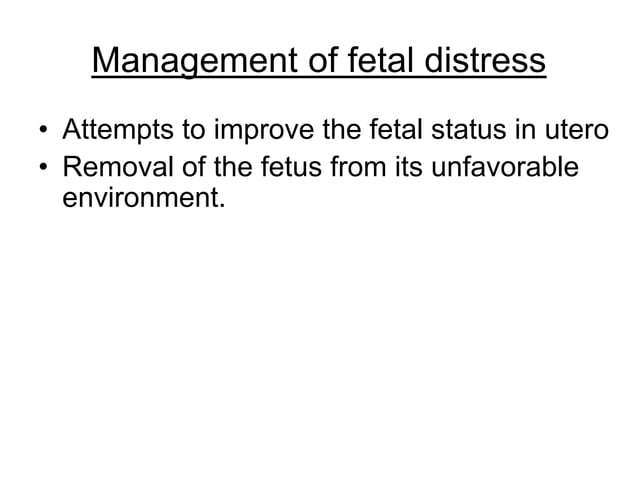 Management of fetal distress
• Attempts to improve the fetal status in utero
• Removal of the fetus from its unfavorable
environment.